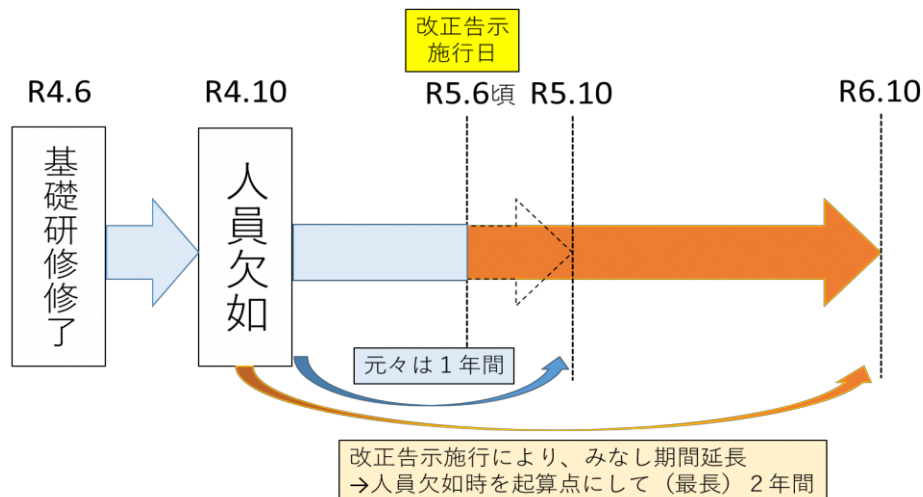 改正告示
施行日
R4.6
R4.10
R5.6頃
R5.10
R6.10
基礎研修修了
人員欠如
元々は１年間
改正告示施行により、みなし期間延長
→人員欠如時を起算点にして（最長）２年間